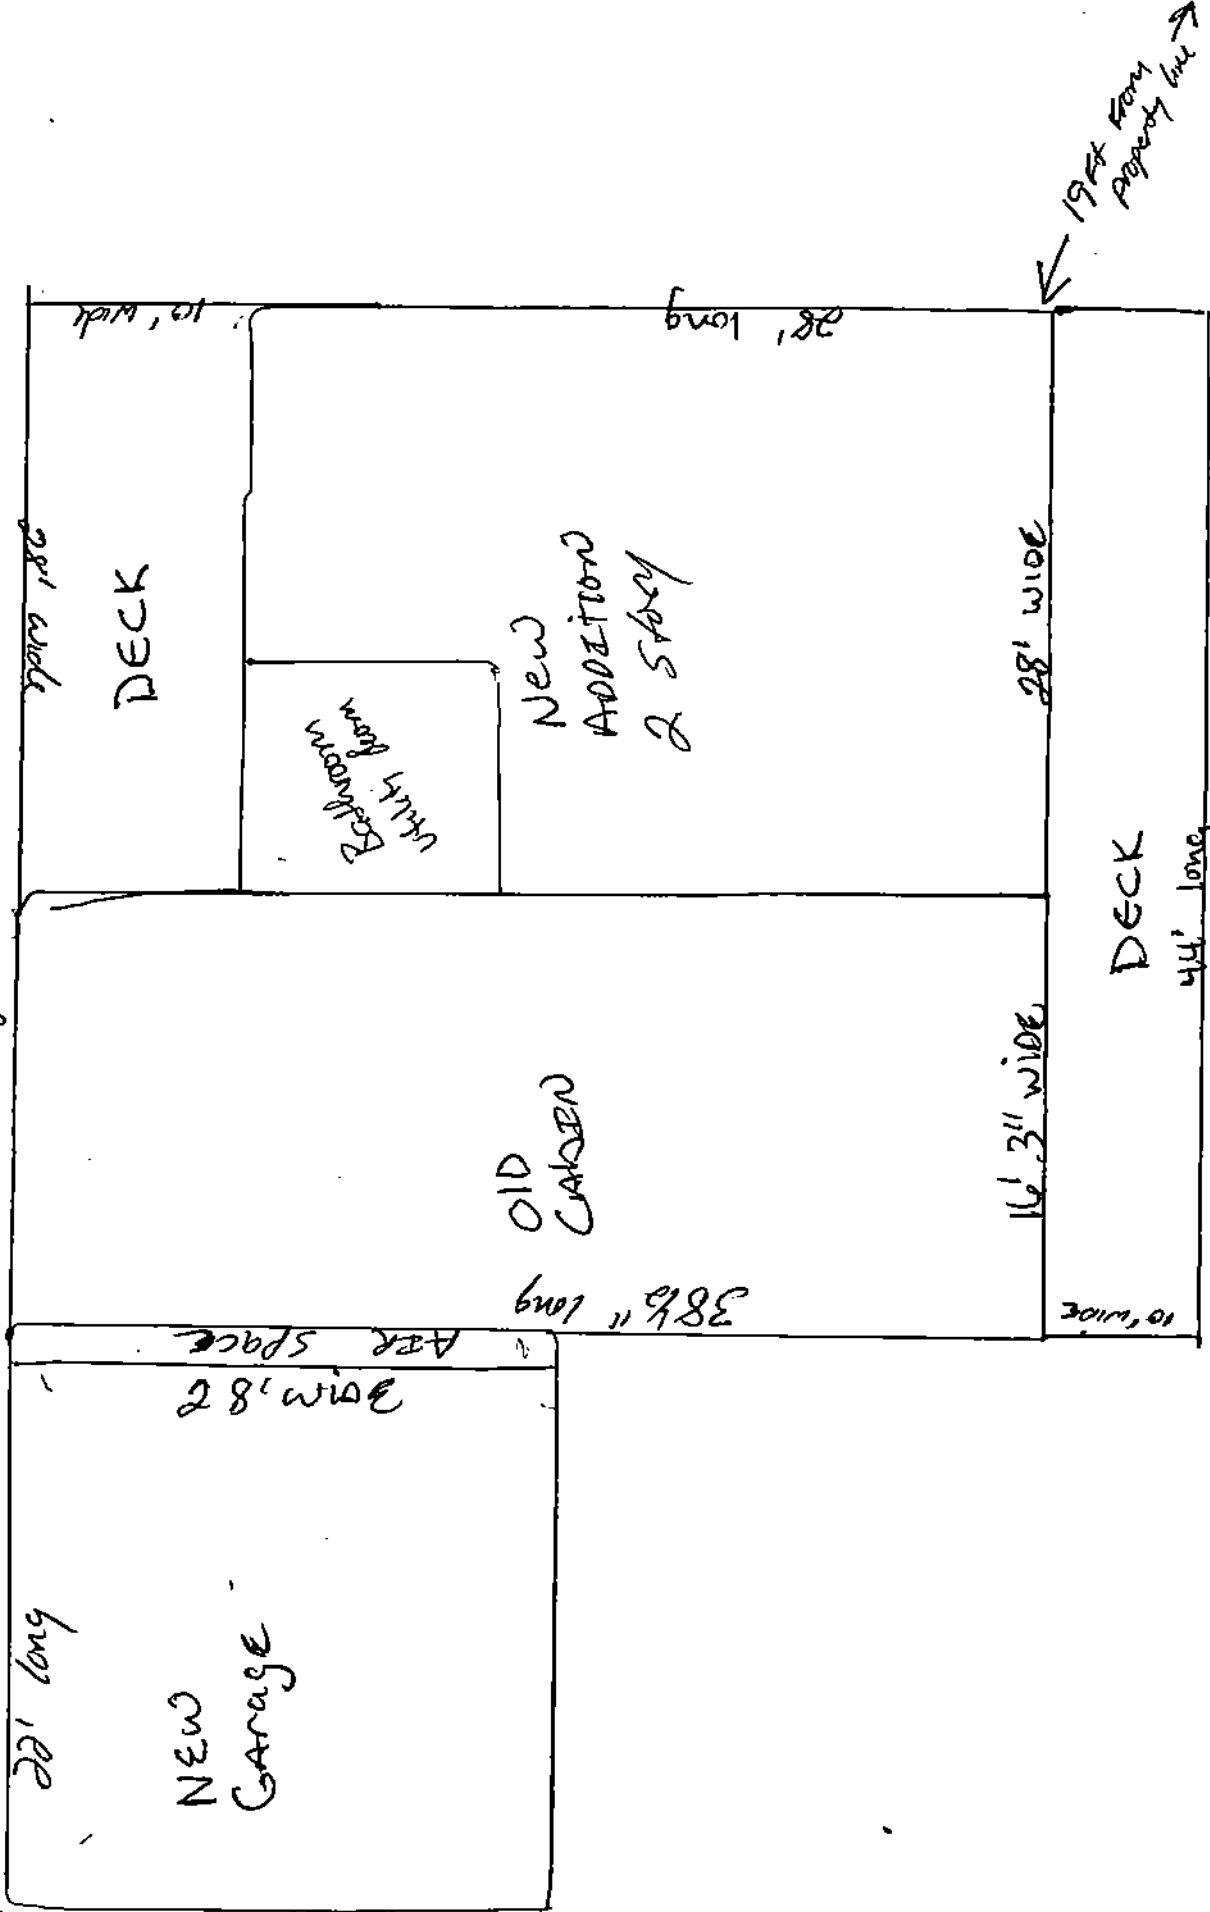 19 Ft From
property line
28' wide
DECK
10' wide
Bathroom
Utility Room
New
ADDITION
2 Story
28' long
28' WIDE
OLD
CABIN
38½" long
16'.3" WIDE
DECK
44' long
10' WIDE
AIR SPACE
28' WIDE
22' long
NEW
GARAGE